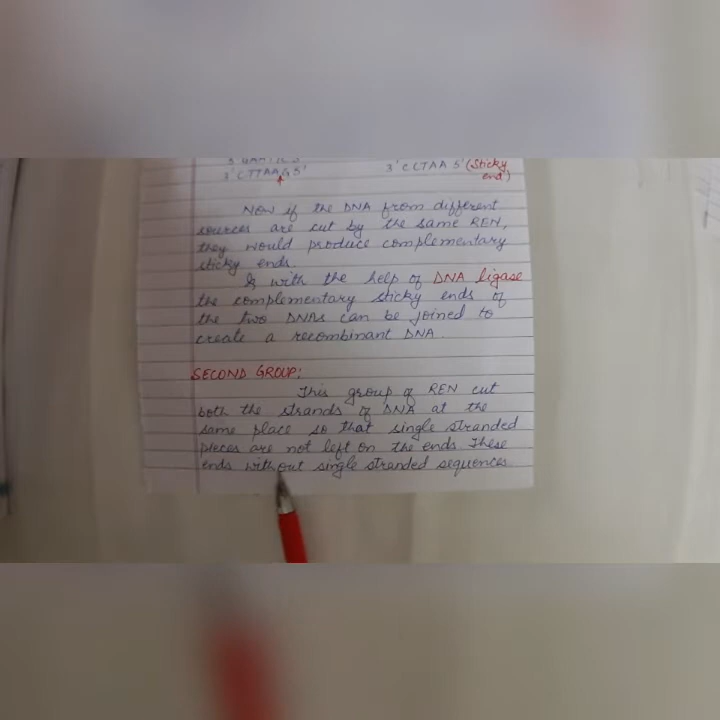 3' CTTAAG 5' 3' CCTAA 5' (Sticky
end)
Now if the DNA from different
sources are cut by the same REN,
they would produce complementary
sticky ends.
& with the help of DNA ligase
the complementary sticky ends of
the two DNAs can be joined to
create a recombinant DNA.
SECOND GROUP:
This group of REN cut
both the strands of DNA at the
same place so that single stranded
pieces are not left on the ends. These
ends without single stranded sequences